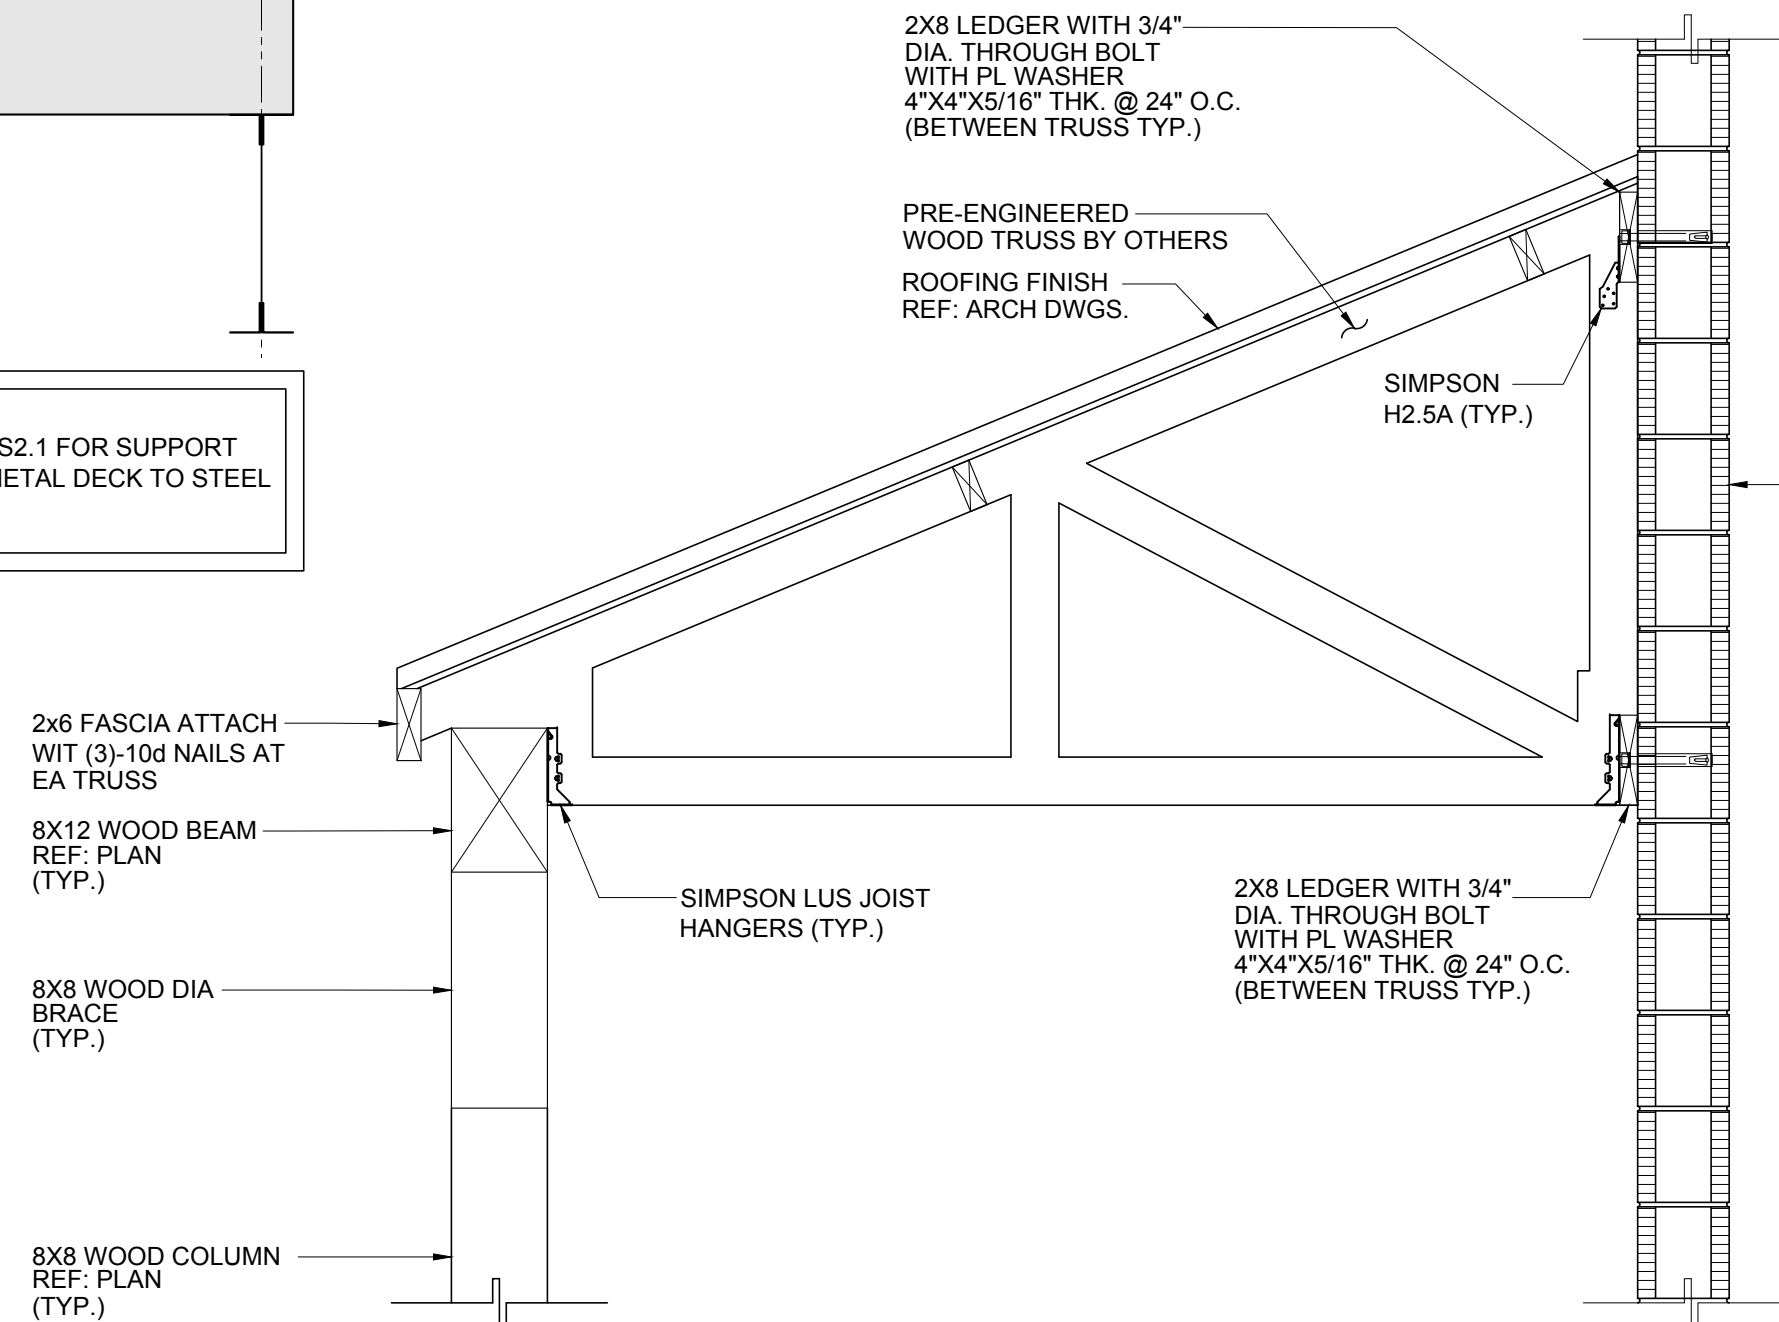 2X8 LEDGER WITH 3/4"
DIA. THROUGH BOLT
WITH PL WASHER
4"X4"X5/16" THK. @ 24" O.C.
(BETWEEN TRUSS TYP.)
PRE-ENGINEERED
WOOD TRUSS BY OTHERS
ROOFING FINISH
REF: ARCH DWGS.
SIMPSON
H2.5A (TYP.)
S2.1 FOR SUPPORT
METAL DECK TO STEEL
2x6 FASCIA ATTACH
WIT (3)-10d NAILS AT
EA TRUSS
8X12 WOOD BEAM
REF: PLAN
(TYP.)
SIMPSON LUS JOIST
HANGERS (TYP.)
2X8 LEDGER WITH 3/4"
DIA. THROUGH BOLT
WITH PL WASHER
4"X4"X5/16" THK. @ 24" O.C.
(BETWEEN TRUSS TYP.)
8X8 WOOD DIA
BRACE
(TYP.)
8X8 WOOD COLUMN
REF: PLAN
(TYP.)